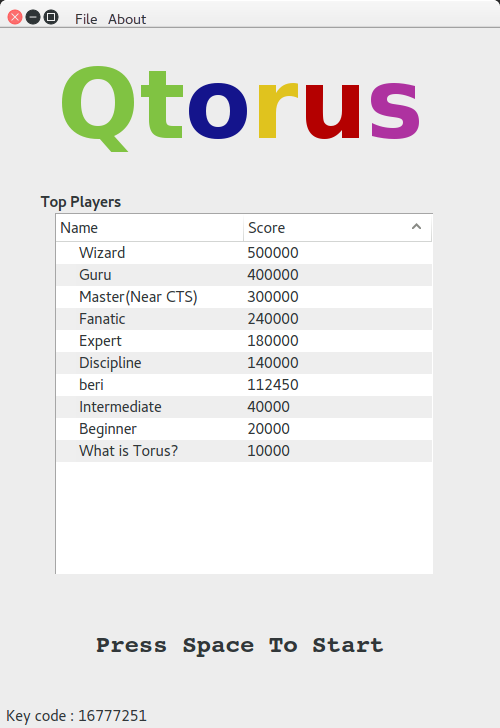 File About
Qtorus
Top Players
Name Score
Wizard 500000
Guru 400000
Master(Near CTS) 300000
Fanatic 240000
Expert 180000
Discipline 140000
beri 112450
Intermediate 40000
Beginner 20000
What is Torus? 10000
Press Space To Start
Key code : 16777251